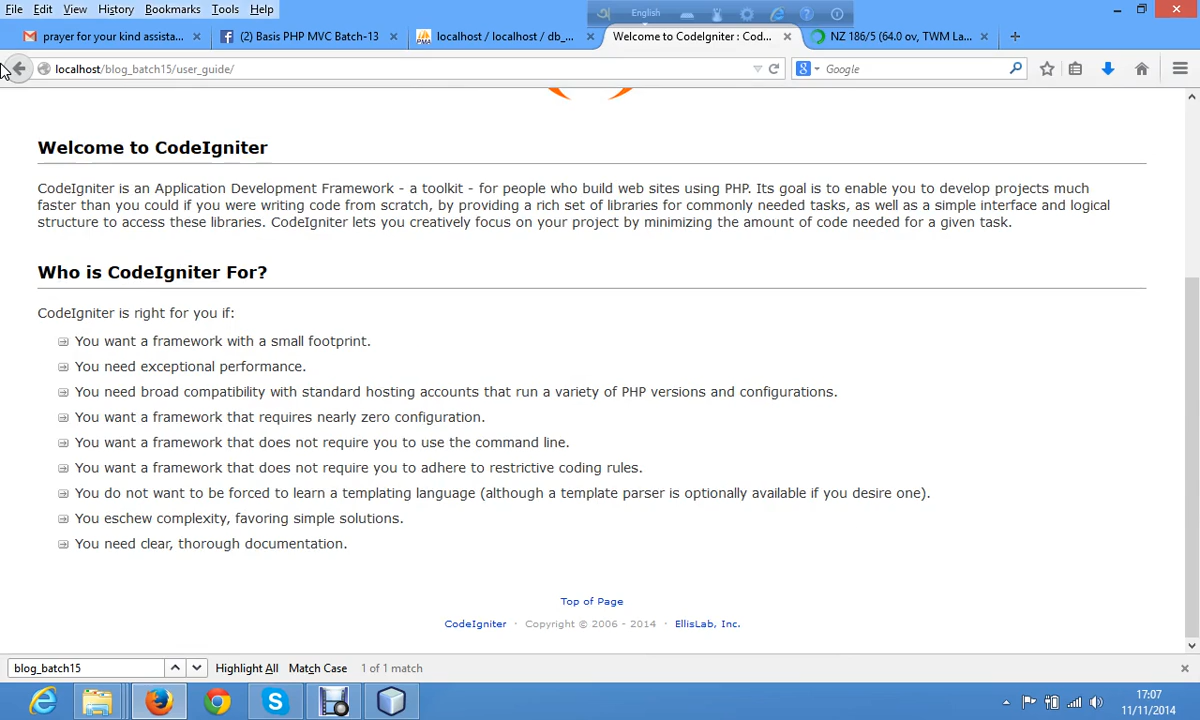 File Edit View History Bookmarks Tools Help
English
prayer for your kind assista...
(2) Basis PHP MVC Batch-13
localhost / localhost / db_...
Welcome to CodeIgniter : Cod...
NZ 186/5 (64.0 ov, TWM La...
localhost/blog_batch15/user_guide/
Google
Welcome to CodeIgniter
CodeIgniter is an Application Development Framework - a toolkit - for people who build web sites using PHP. Its goal is to enable you to develop projects much
faster than you could if you were writing code from scratch, by providing a rich set of libraries for commonly needed tasks, as well as a simple interface and logical
structure to access these libraries. CodeIgniter lets you creatively focus on your project by minimizing the amount of code needed for a given task.
Who is CodeIgniter For?
CodeIgniter is right for you if:
You want a framework with a small footprint.
You need exceptional performance.
You need broad compatibility with standard hosting accounts that run a variety of PHP versions and configurations.
You want a framework that requires nearly zero configuration.
You want a framework that does not require you to use the command line.
You want a framework that does not require you to adhere to restrictive coding rules.
You do not want to be forced to learn a templating language (although a template parser is optionally available if you desire one).
You eschew complexity, favoring simple solutions.
You need clear, thorough documentation.
Top of Page
CodeIgniter · Copyright © 2006 - 2014 · EllisLab, Inc.
blog_batch15 Highlight All Match Case 1 of 1 match
17:07
11/11/2014